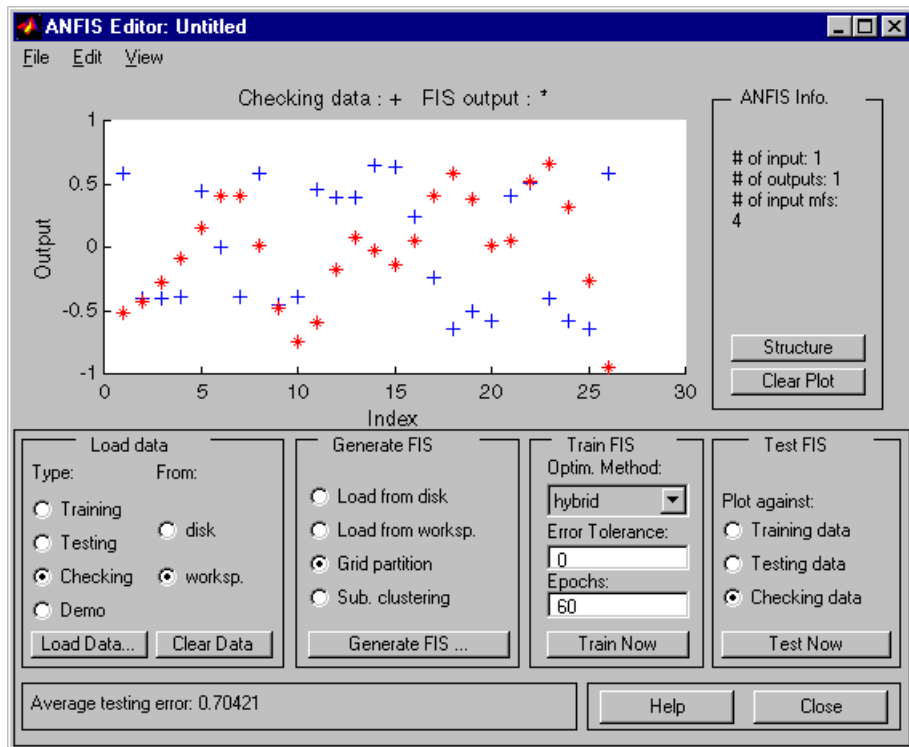 ANFIS Editor: Untitled
File Edit View
Checking data : + FIS output : *
1
0.5
0
-0.5
-1
Output
0 5 10 15 20 25 30
Index
ANFIS Info.
# of input: 1
# of outputs: 1
# of input mfs:
4
Structure
Clear Plot
Load data
Type: From:
Training
disk
Testing
Checking
worksp.
Demo
Load Data... Clear Data
Generate FIS
Load from disk
Load from worksp.
Grid partition
Sub. clustering
Generate FIS ...
Train FIS
Optim. Method:
hybrid
Error Tolerance:
0
Epochs:
60
Train Now
Test FIS
Plot against:
Training data
Testing data
Checking data
Test Now
Average testing error: 0.70421
Help Close